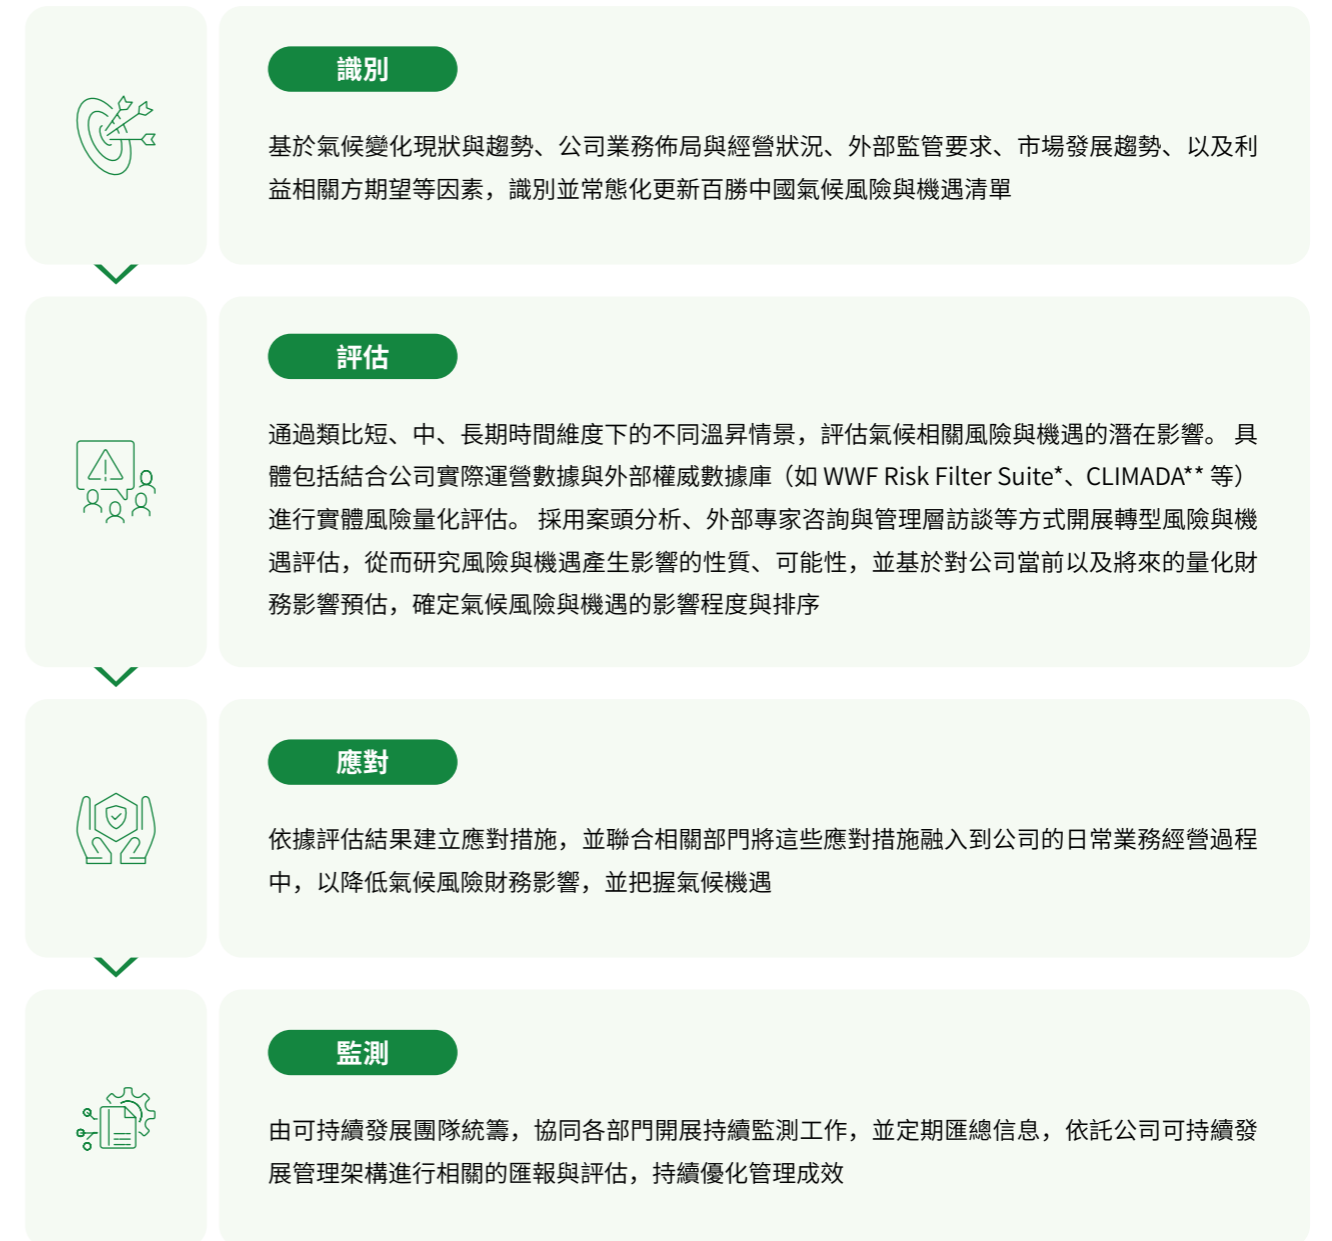 識別
基於氣候變化現狀與趨勢、公司業務佈局與經營狀況、外部監管要求、市場發展趨勢、以及利
益相關方期望等因素，識別並常態化更新百勝中國氣候風險與機遇清單
評估
通過類比短、中、長期時間維度下的不同溫昇情景，評估氣候相關風險與機遇的潛在影響。 具
體包括結合公司實際運營數據與外部權威數據庫（如 WWF Risk Filter Suite*、CLIMADA** 等）
進行實體風險量化評估。 採用案頭分析、外部專家咨詢與管理層訪談等方式開展轉型風險與機
遇評估，從而研究風險與機遇產生影響的性質、可能性，並基於對公司當前以及將來的量化財
務影響預估，確定氣候風險與機遇的影響程度與排序
應對
依據評估結果建立應對措施，並聯合相關部門將這些應對措施融入到公司的日常業務經營過程
中，以降低氣候風險財務影響，並把握氣候機遇
監測
由可持續發展團隊統籌，協同各部門開展持續監測工作，並定期匯總信息，依託公司可持續發
展管理架構進行相關的匯報與評估，持續優化管理成效